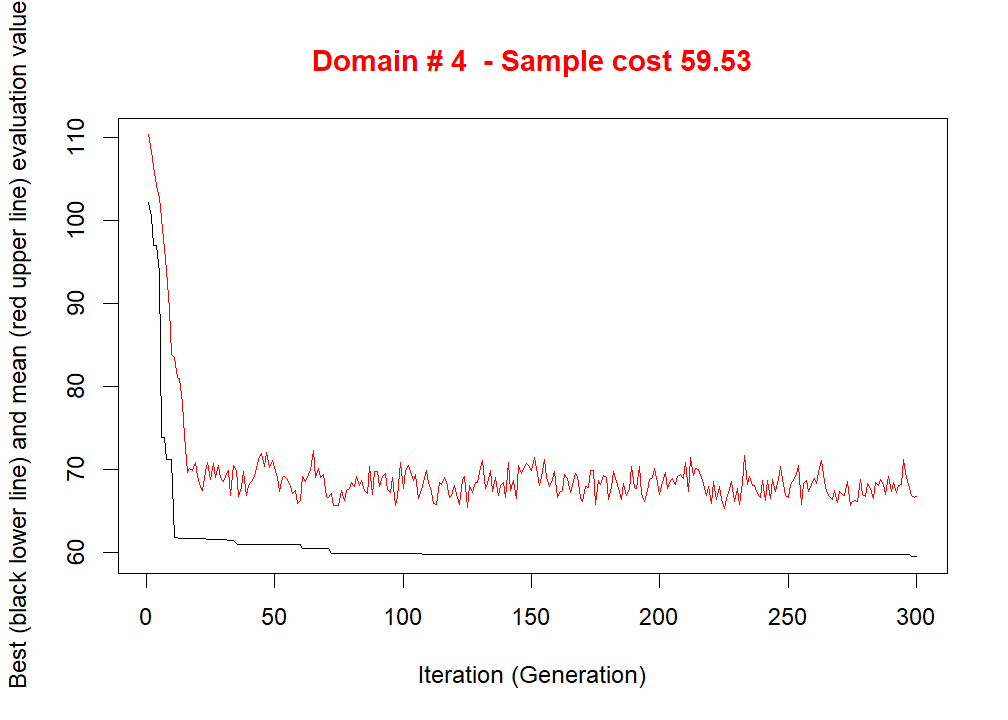 Domain # 4  - Sample cost 59.53
Best (black lower line) and mean (red upper line) evaluation value
110
100
90
80
70
60
0 50 100 150 200 250 300
Iteration (Generation)